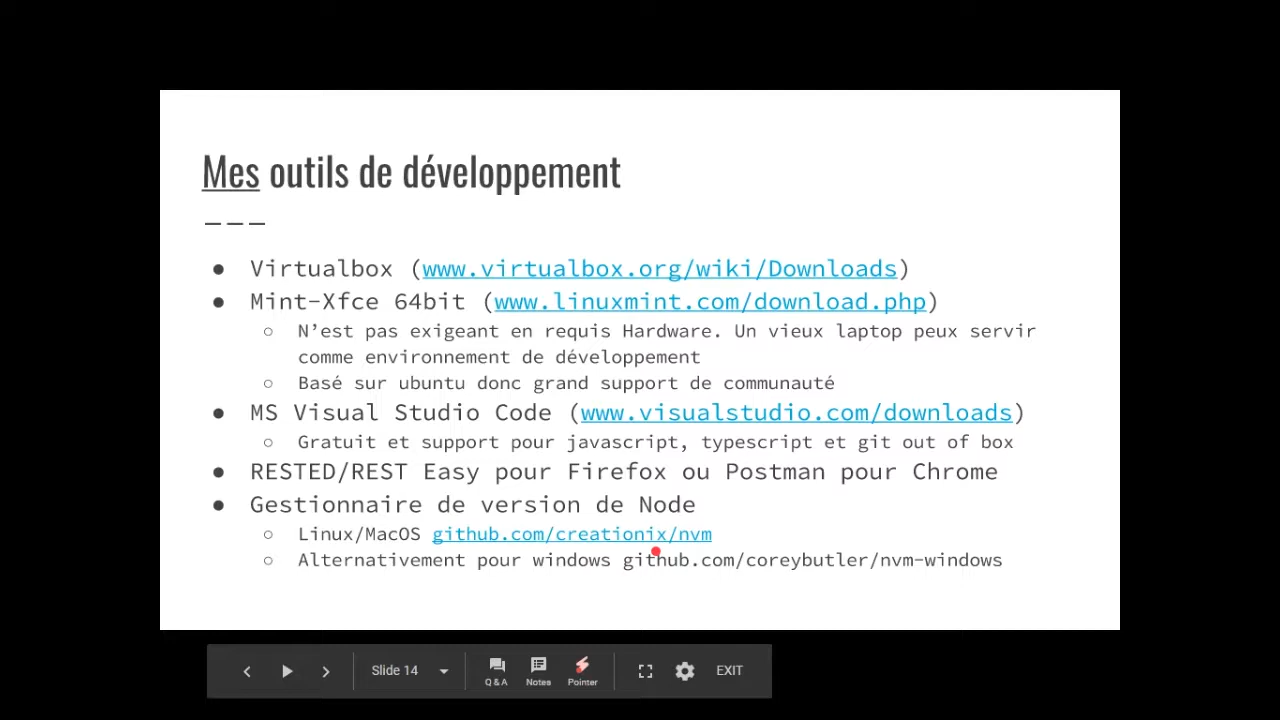 Mes outils de développement
● Virtualbox (www.virtualbox.org/wiki/Downloads)
● Mint-Xfce 64bit (www.linuxmint.com/download.php)
○ N’est pas exigeant en requis Hardware. Un vieux laptop peux servir
comme environnement de développement
○ Basé sur ubuntu donc grand support de communauté
● MS Visual Studio Code (www.visualstudio.com/downloads)
○ Gratuit et support pour javascript, typescript et git out of box
● RESTED/REST Easy pour Firefox ou Postman pour Chrome
● Gestionnaire de version de Node
○ Linux/MacOS github.com/creationix/nvm
○ Alternativement pour windows github.com/coreybutler/nvm-windows
Slide 14 Q & A Notes Pointer EXIT